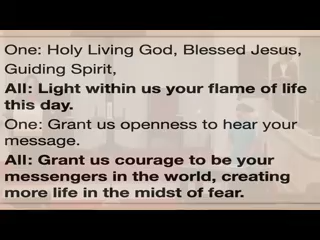 One: Holy Living God, Blessed Jesus,
Guiding Spirit,
All: Light within us your flame of life
this day.
One: Grant us openness to hear your
message.
All: Grant us courage to be your
messengers in the world, creating
more life in the midst of fear.